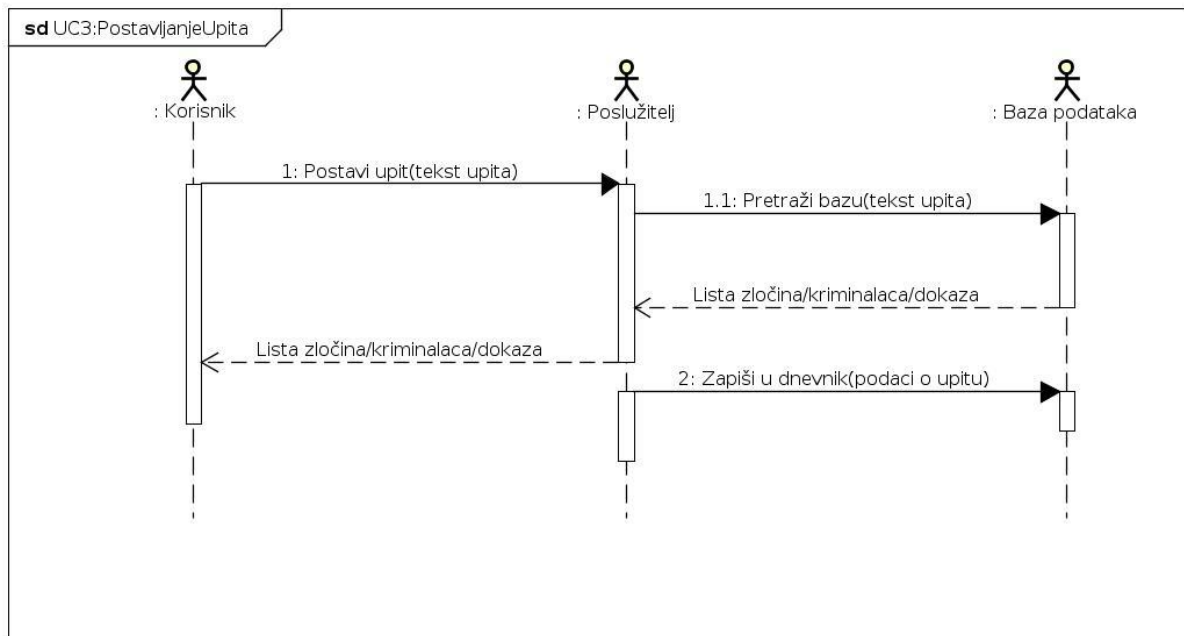 sd UC3:PostavljanjeUpita
: Korisnik
: Poslužitelj
: Baza podataka
1: Postavi upit(tekst upita)
1.1: Pretraži bazu(tekst upita)
Lista zločina/kriminalaca/dokaza
Lista zločina/kriminalaca/dokaza
2: Zapiši u dnevnik(podaci o upitu)